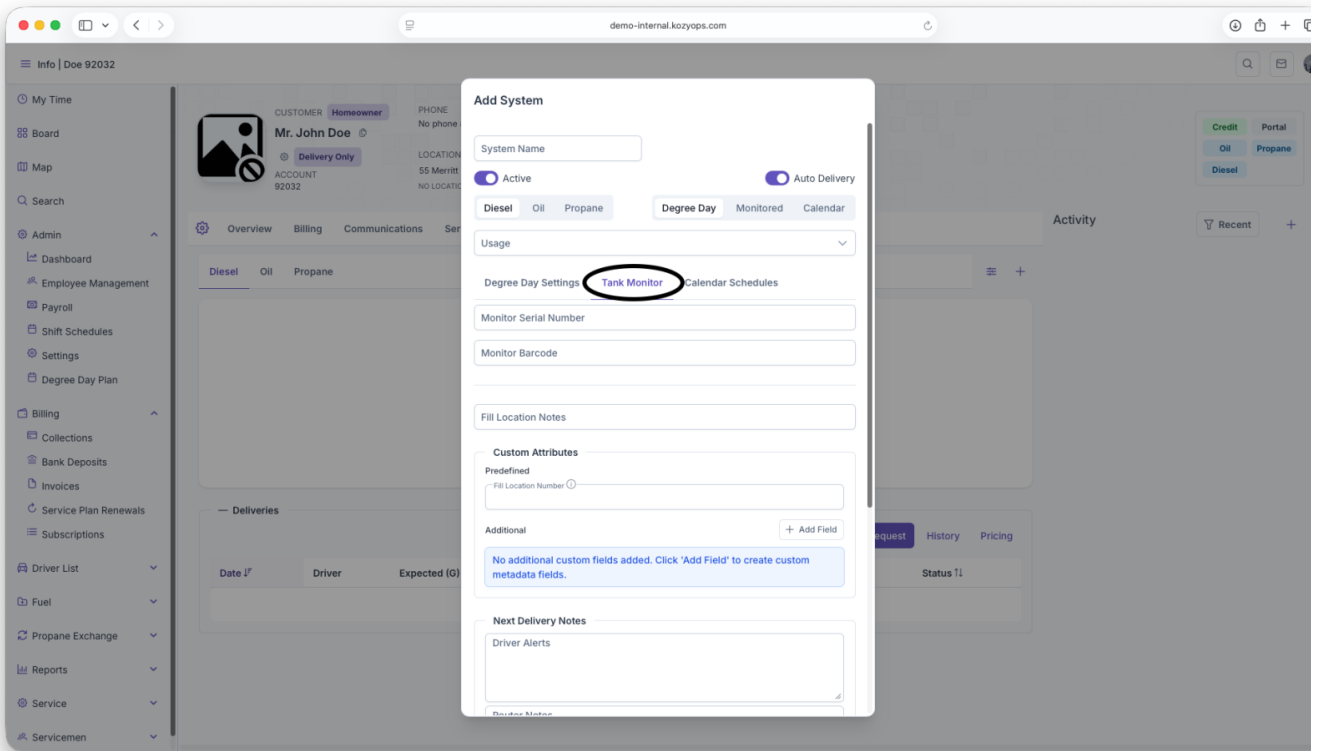 demo-internal.kozyops.com
Info | Doe 92032
My Time
Board
Map
Search
Admin
Dashboard
Employee Management
Payroll
Shift Schedules
Settings
Degree Day Plan
Billing
Collections
Bank Deposits
Invoices
Service Plan Renewals
Subscriptions
Driver List
Fuel
Propane Exchange
Reports
Service
Servicemen
CUSTOMER Homeowner
Mr. John Doe
Delivery Only
ACCOUNT
92032
PHONE
No phone
LOCATION
55 Merritt
NO LOCATIO
Credit Portal
Oil Propane
Diesel
Overview Billing Communications Ser
Activity
Recent
Diesel Oil Propane
Deliveries
equest History Pricing
Date Driver Expected (G) Status
Add System
System Name
Active Auto Delivery
Diesel Oil Propane Degree Day Monitored Calendar
Usage
Degree Day Settings Tank Monitor Calendar Schedules
Monitor Serial Number
Monitor Barcode
Fill Location Notes
Custom Attributes
Predefined
Fill Location Number
Additional + Add Field
No additional custom fields added. Click 'Add Field' to create custom
metadata fields.
Next Delivery Notes
Driver Alerts
Router Notes